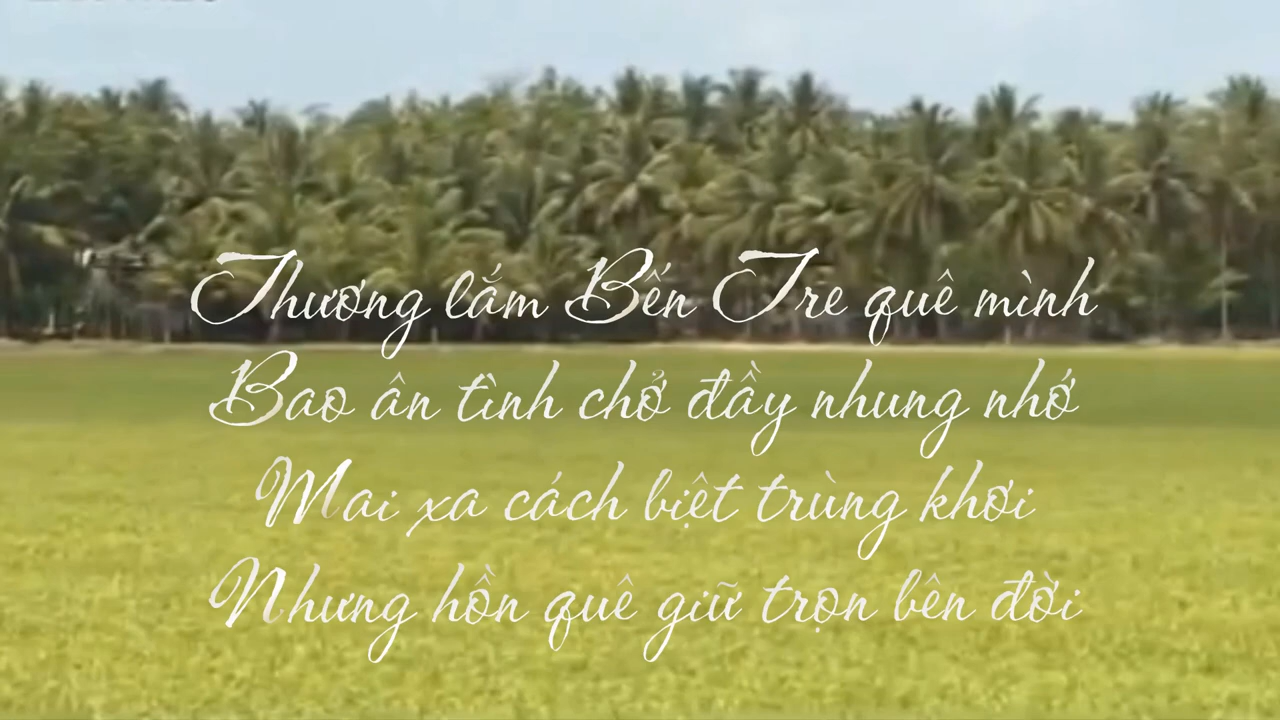 Thương lắm Bến Tre quê mình
Bao ân tình chở đầy nhung nhớ
Mai xa cách biệt trùng khơi
Nhưng hồn quê giữ trọn bên đời